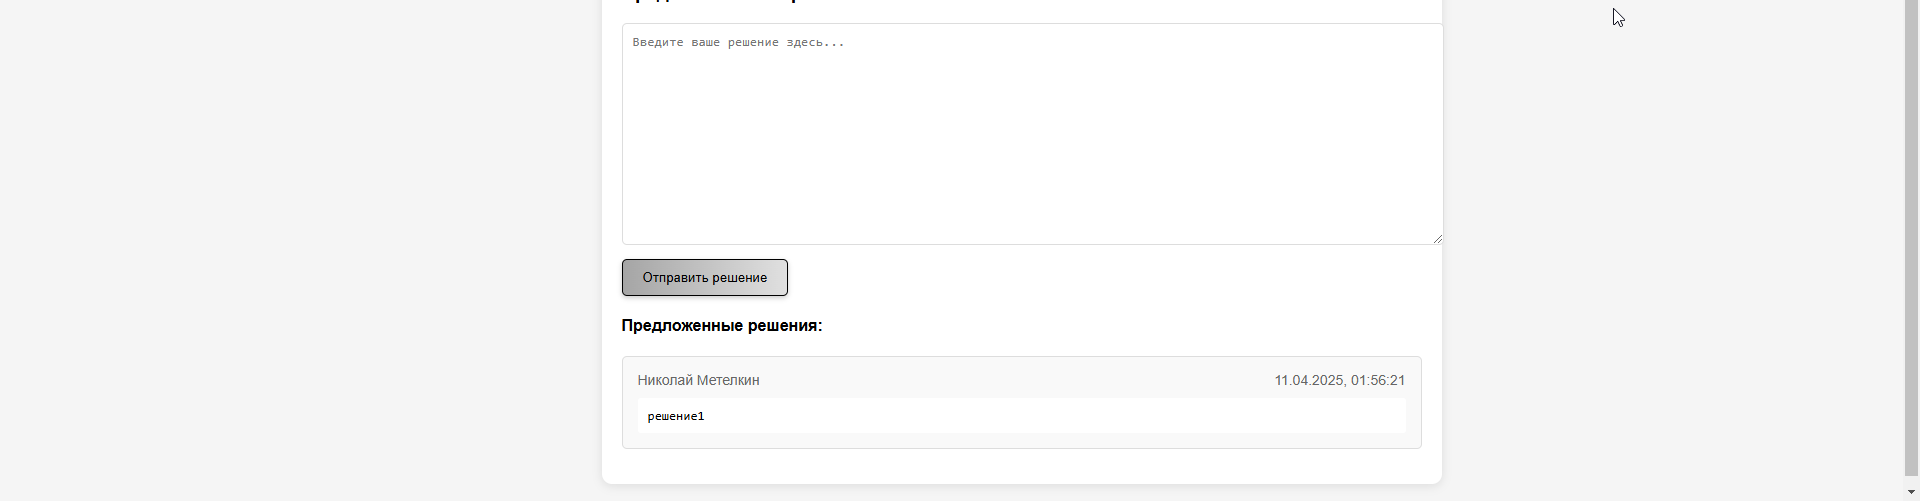 Введите ваше решение здесь...
Отправить решение
Предложенные решения:
Николай Метелкин 11.04.2025, 01:56:21
решение1